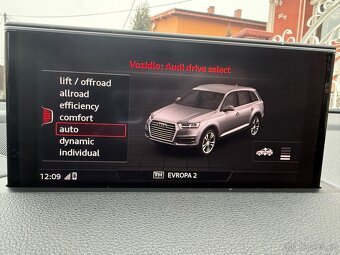 Vozidlo: Audi drive select
lift / offroad
allroad
efficiency
comfort
auto
dynamic
individual
12:09
EVROPA 2